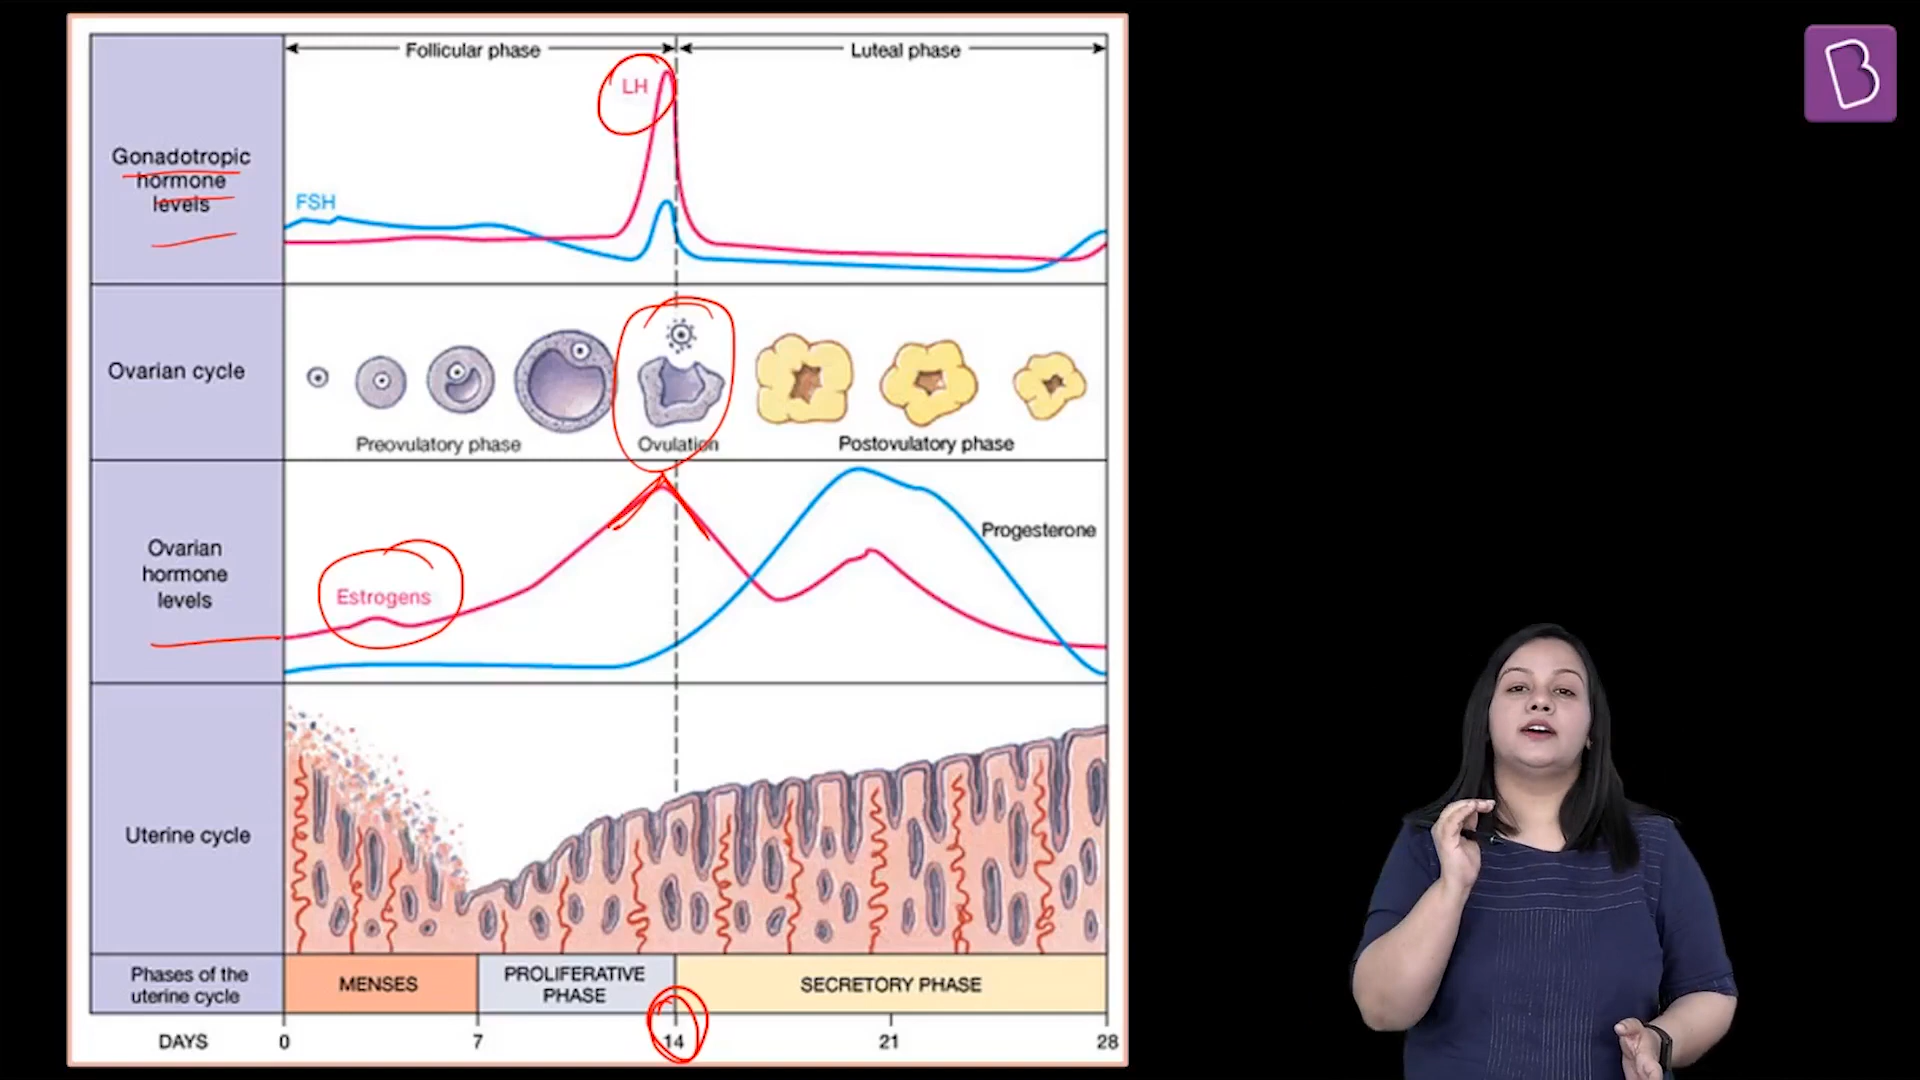 Follicular phase
Luteal phase
LH
Gonadotropic
hormone
levels
FSH
Ovarian cycle
Preovulatory phase
Ovulation
Postovulatory phase
Ovarian
hormone
levels
Estrogens
Progesterone
Uterine cycle
Phases of the
uterine cycle
MENSES
PROLIFERATIVE
PHASE
SECRETORY PHASE
DAYS 0 7 14 21 28
B